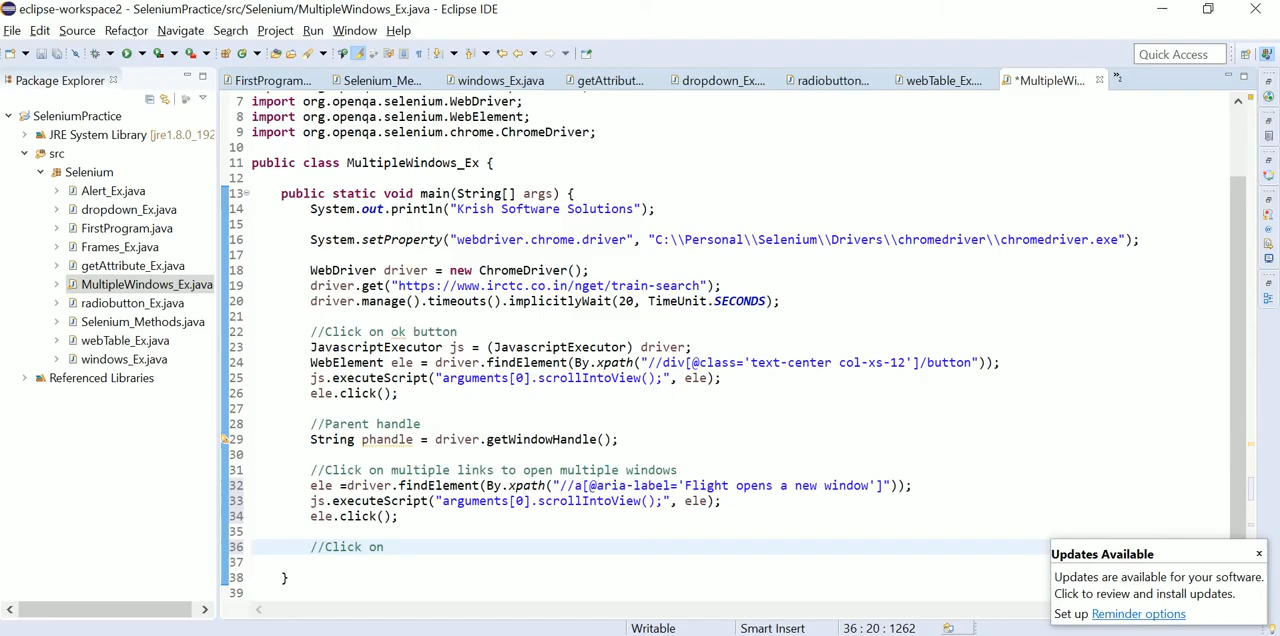 eclipse-workspace2 - SeleniumPractice/src/Selenium/MultipleWindows_Ex.java - Eclipse IDE
File Edit Source Refactor Navigate Search Project Run Window Help
Quick Access
Package Explorer
FirstProgram... Selenium_Me... windows_Ex.java getAttribut... dropdown_Ex.... radiobutton... webTable_Ex.... *MultipleWi... »2
SeleniumPractice
JRE System Library [jre1.8.0_192
src
Selenium
Alert_Ex.java
dropdown_Ex.java
FirstProgram.java
Frames_Ex.java
getAttribute_Ex.java
MultipleWindows_Ex.java
radiobutton_Ex.java
Selenium_Methods.java
webTable_Ex.java
windows_Ex.java
Referenced Libraries
7 import org.openqa.selenium.WebDriver;
8 import org.openqa.selenium.WebElement;
9 import org.openqa.selenium.chrome.ChromeDriver;
10
11 public class MultipleWindows_Ex {
12
13 public static void main(String[] args) {
14 System.out.println("Krish Software Solutions");
15
16 System.setProperty("webdriver.chrome.driver", "C:\\Personal\\Selenium\\Drivers\\chromedriver\\chromedriver.exe");
17
18 WebDriver driver = new ChromeDriver();
19 driver.get("https://www.irctc.co.in/nget/train-search");
20 driver.manage().timeouts().implicitlyWait(20, TimeUnit.SECONDS);
21
22 //Click on ok button
23 JavascriptExecutor js = (JavascriptExecutor) driver;
24 WebElement ele = driver.findElement(By.xpath("//div[@class='text-center col-xs-12']/button"));
25 js.executeScript("arguments[0].scrollIntoView();", ele);
26 ele.click();
27
28 //Parent handle
29 String phandle = driver.getWindowHandle();
30
31 //Click on multiple links to open multiple windows
32 ele =driver.findElement(By.xpath("//a[@aria-label='Flight opens a new window']"));
33 js.executeScript("arguments[0].scrollIntoView();", ele);
34 ele.click();
35
36 //Click on
37
38 }
39
Updates Available
Updates are available for your software.
Click to review and install updates.
Set up Reminder options
Writable Smart Insert 36 : 20 : 1262